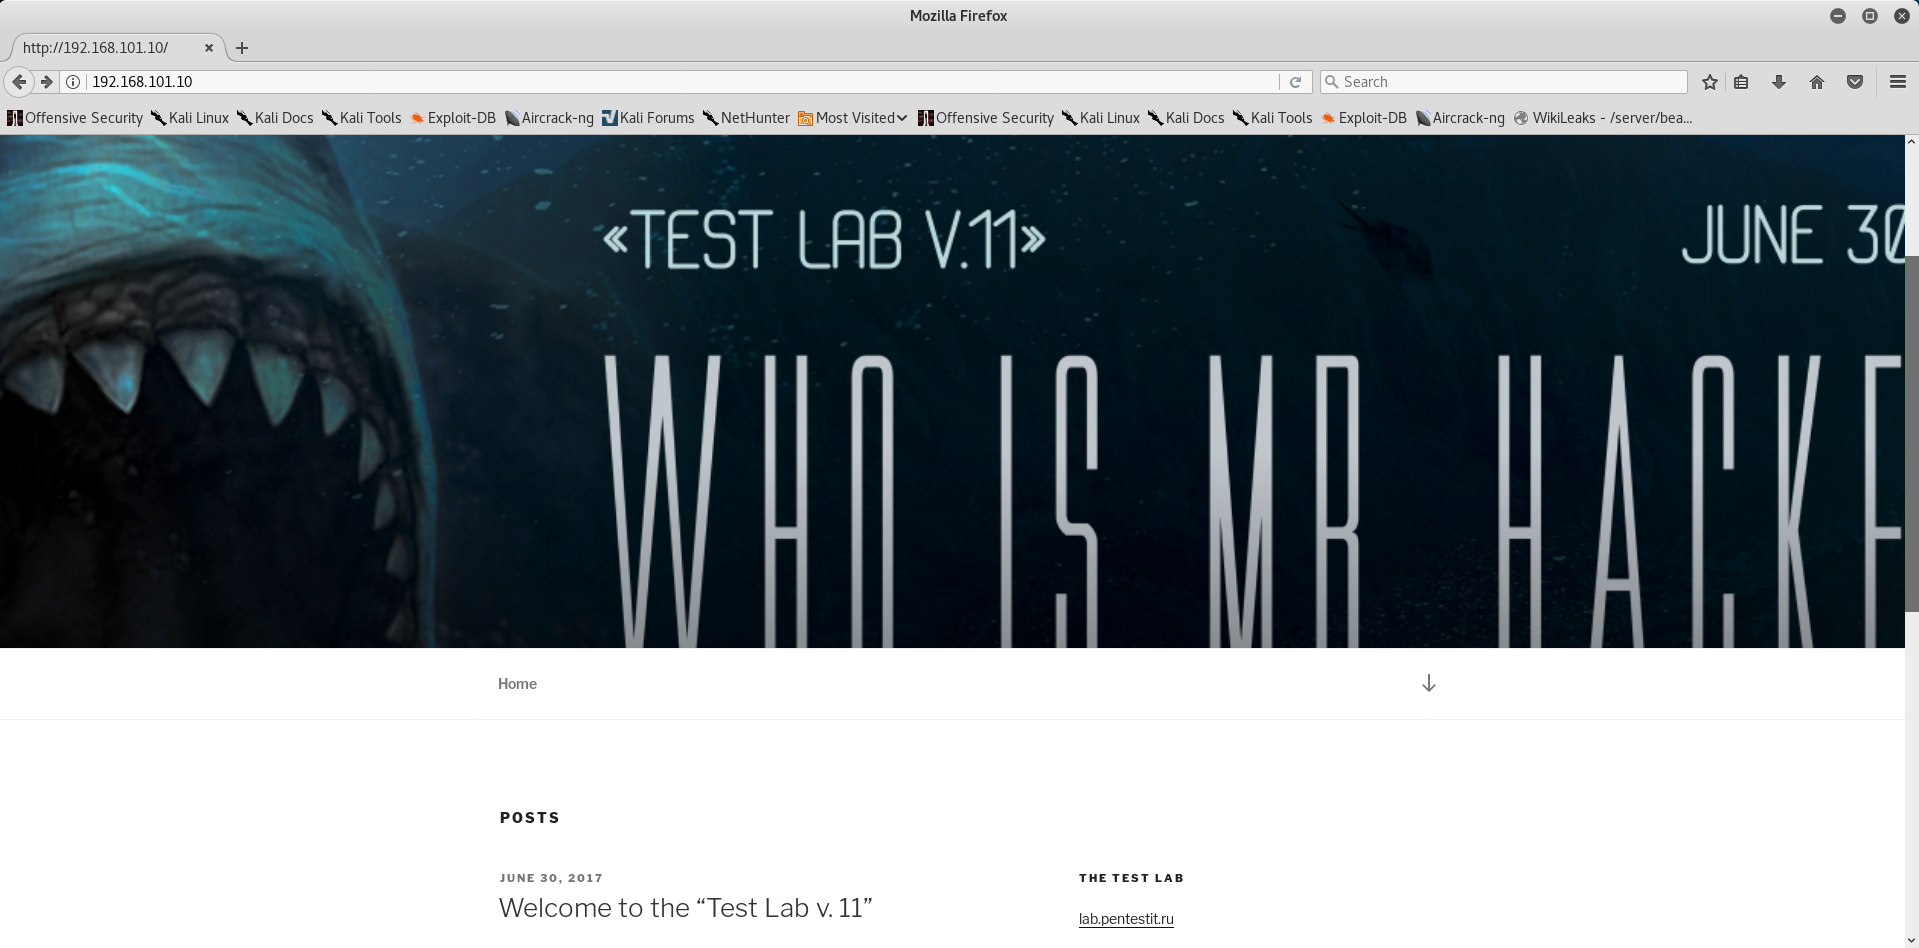 Mozilla Firefox
http://192.168.101.10/
192.168.101.10
Search
Offensive Security Kali Linux Kali Docs Kali Tools Exploit-DB Aircrack-ng Kali Forums NetHunter Most Visited Offensive Security Kali Linux Kali Docs Kali Tools Exploit-DB Aircrack-ng WikiLeaks - /server/bea...
«TEST LAB V.11» JUNE 30
WHO IS MR HACKE
Home
POSTS
JUNE 30, 2017
Welcome to the “Test Lab v. 11”
THE TEST LAB
lab.pentestit.ru